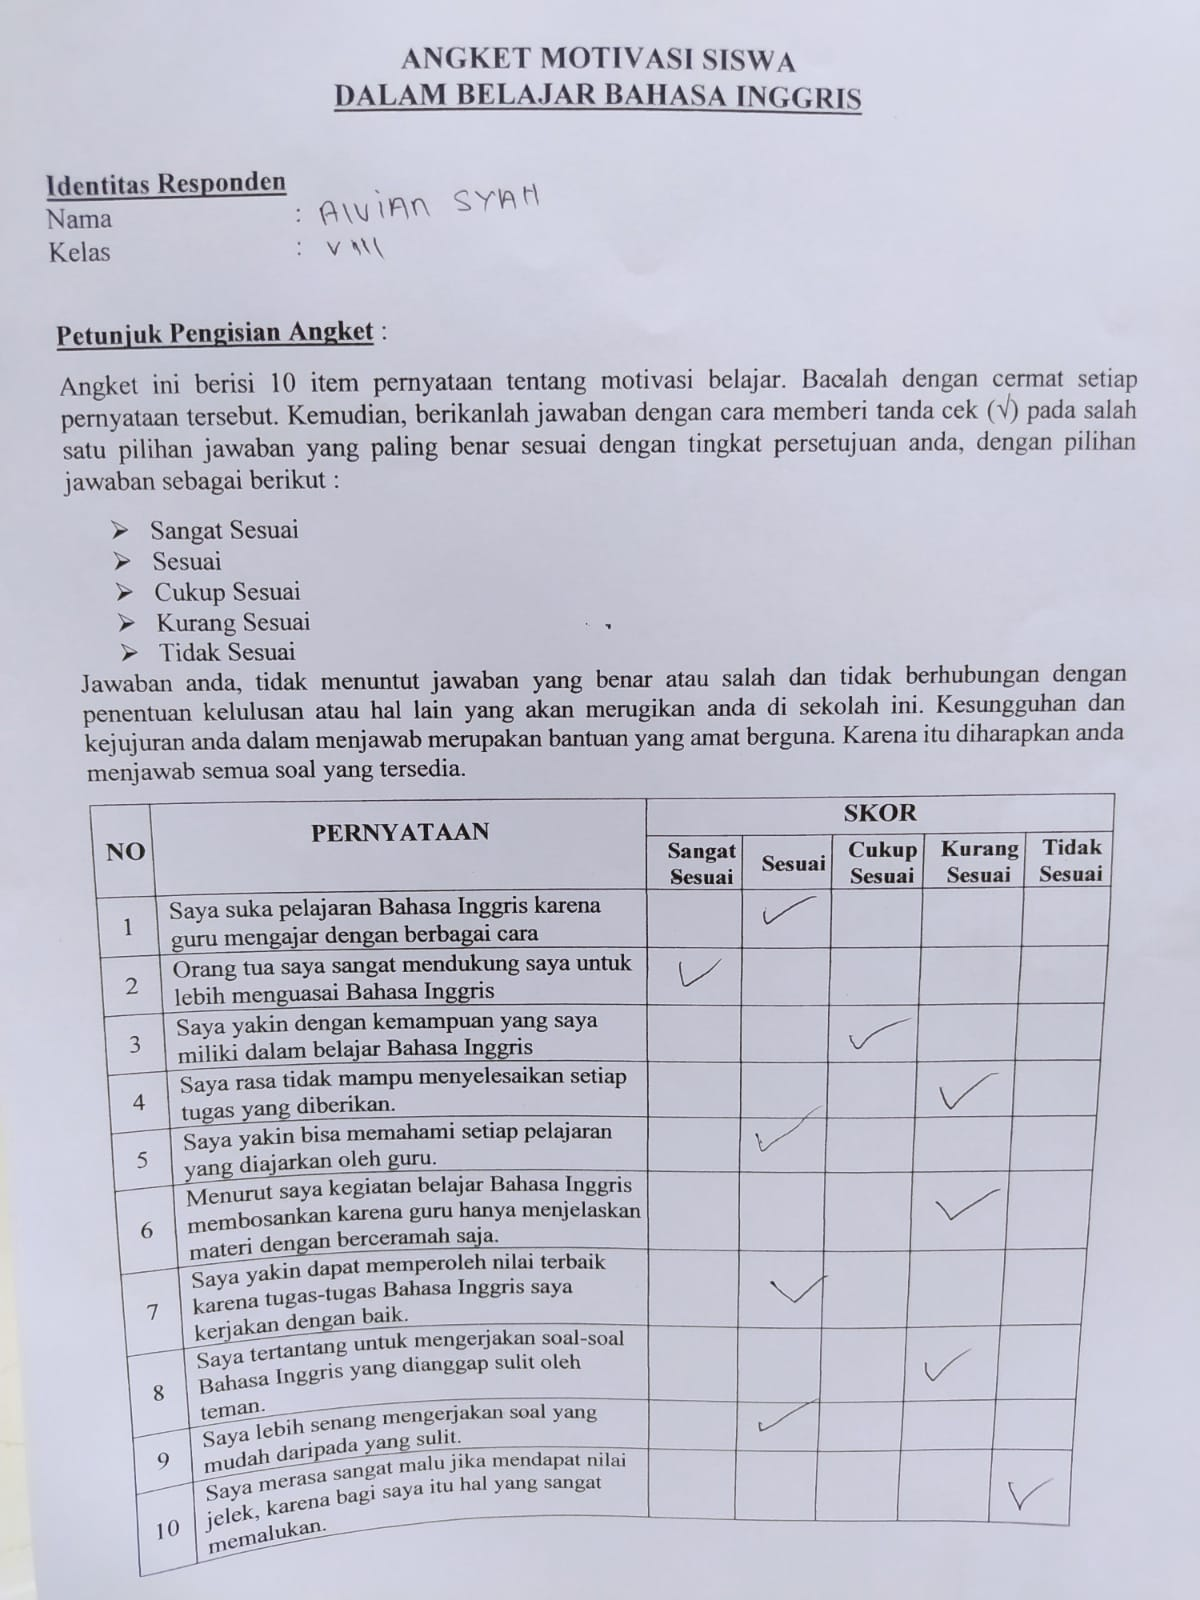 ANGKET MOTIVASI SISWA
DALAM BELAJAR BAHASA INGGRIS
Identitas Responden
Nama : AlViAn SYAH
Kelas : VIII
Petunjuk Pengisian Angket :
Angket ini berisi 10 item pernyataan tentang motivasi belajar. Bacalah dengan cermat setiap
pernyataan tersebut. Kemudian, berikanlah jawaban dengan cara memberi tanda cek (√) pada salah
satu pilihan jawaban yang paling benar sesuai dengan tingkat persetujuan anda, dengan pilihan
jawaban sebagai berikut :
➢ Sangat Sesuai
➢ Sesuai
➢ Cukup Sesuai
➢ Kurang Sesuai
➢ Tidak Sesuai
Jawaban anda, tidak menuntut jawaban yang benar atau salah dan tidak berhubungan dengan
penentuan kelulusan atau hal lain yang akan merugikan anda di sekolah ini. Kesungguhan dan
kejujuran anda dalam menjawab merupakan bantuan yang amat berguna. Karena itu diharapkan anda
menjawab semua soal yang tersedia.
NO PERNYATAAN SKOR
Sangat Sesuai Sesuai Cukup Sesuai Kurang Sesuai Tidak Sesuai
1 Saya suka pelajaran Bahasa Inggris karena ✓
guru mengajar dengan berbagai cara
2 Orang tua saya sangat mendukung saya untuk ✓
lebih menguasai Bahasa Inggris
3 Saya yakin dengan kemampuan yang saya ✓
miliki dalam belajar Bahasa Inggris
4 Saya rasa tidak mampu menyelesaikan setiap ✓
tugas yang diberikan.
5 Saya yakin bisa memahami setiap pelajaran ✓
yang diajarkan oleh guru.
6 Menurut saya kegiatan belajar Bahasa Inggris ✓
membosankan karena guru hanya menjelaskan
materi dengan berceramah saja.
7 Saya yakin dapat memperoleh nilai terbaik ✓
karena tugas-tugas Bahasa Inggris saya
kerjakan dengan baik.
8 Saya tertantang untuk mengerjakan soal-soal ✓
Bahasa Inggris yang dianggap sulit oleh
teman.
9 Saya lebih senang mengerjakan soal yang ✓
mudah daripada yang sulit.
10 Saya merasa sangat malu jika mendapat nilai ✓
jelek, karena bagi saya itu hal yang sangat
memalukan.